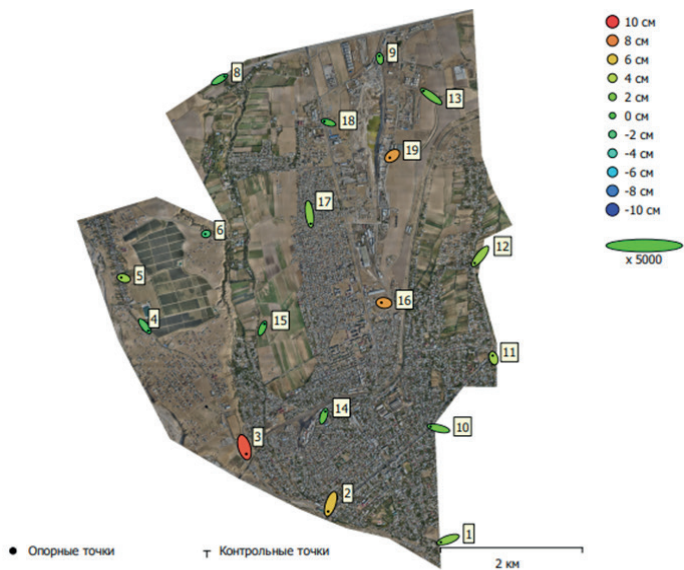 9
8
13
18
19
17
6
12
5
16
4
15
11
14
10
3
2
1
10 см
8 см
6 см
4 см
2 см
0 см
-2 см
-4 см
-6 см
-8 см
-10 см
x 5000
Опорные точки
Контрольные точки
2 км